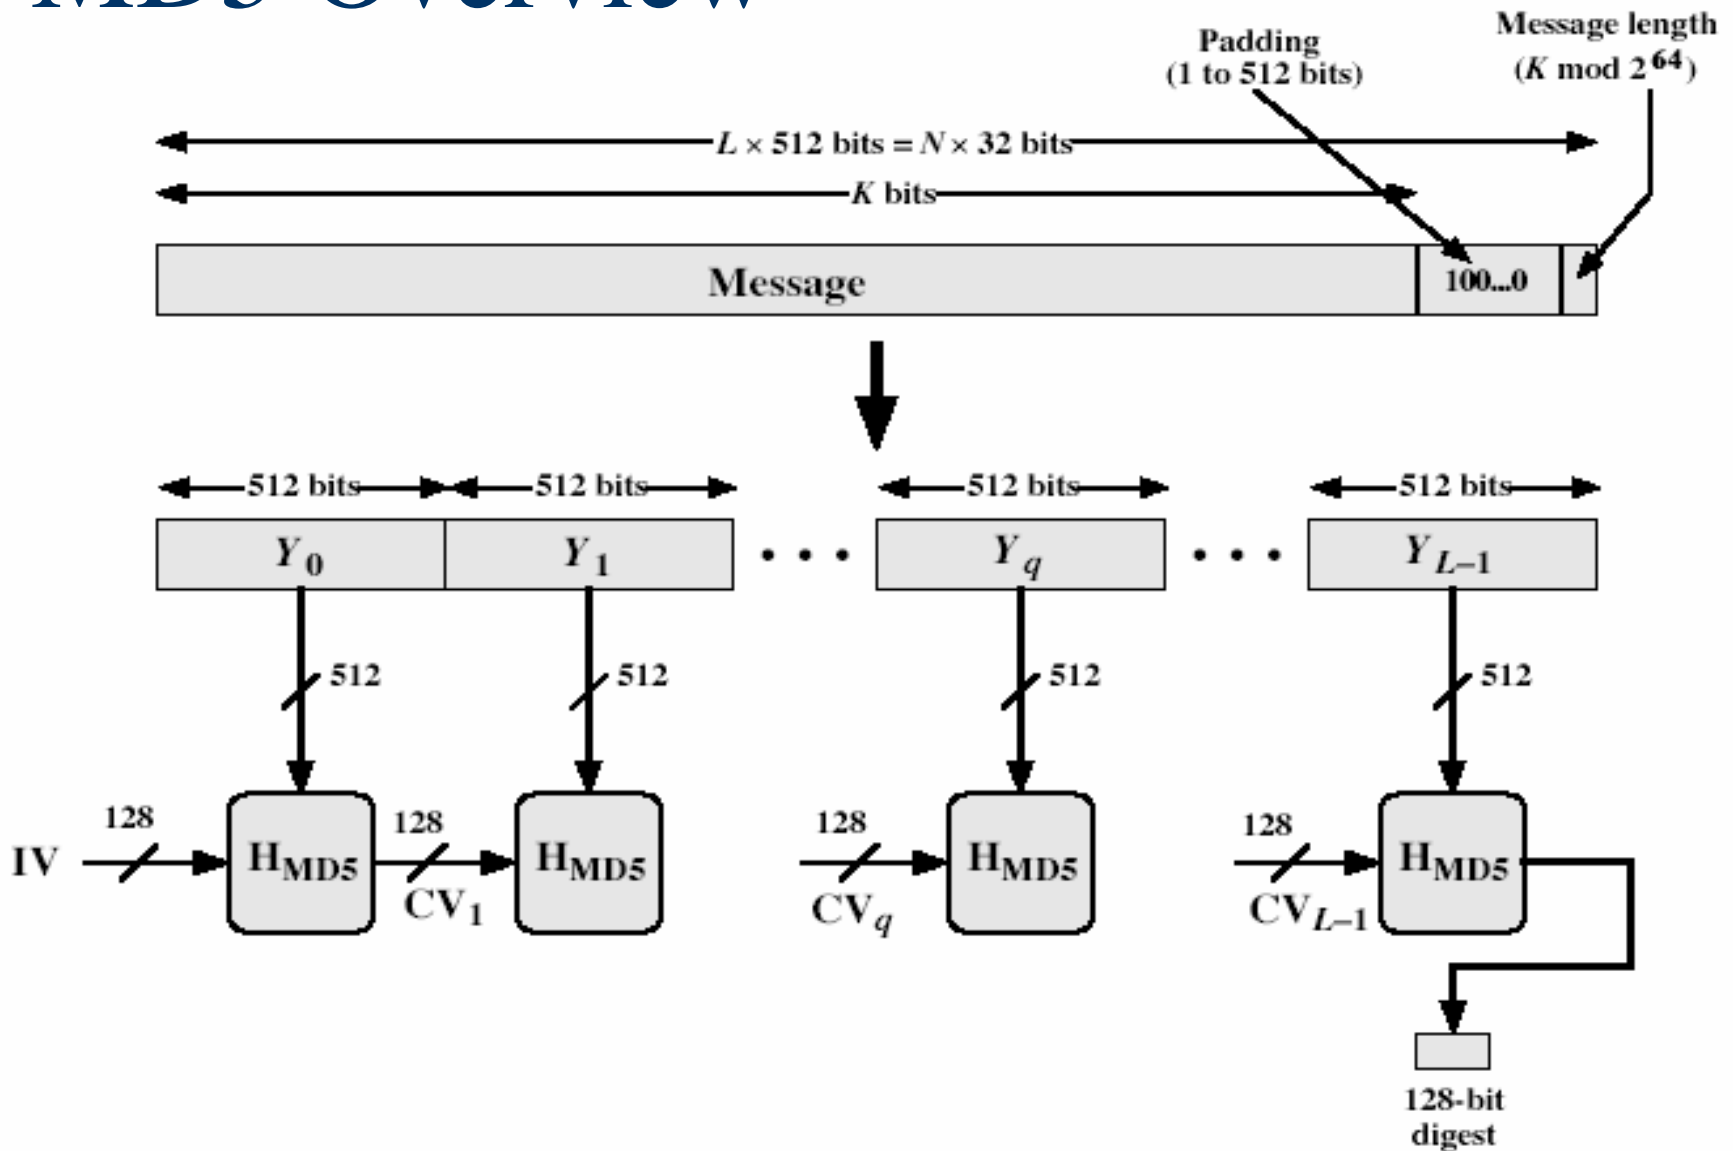 MD5 Overview
Padding
(1 to 512 bits)
Message length
(K mod 2^64)
L × 512 bits = N × 32 bits
K bits
Message
100...0
512 bits
512 bits
512 bits
512 bits
Y0
Y1
• • •
Yq
• • •
YL–1
512
512
512
512
128
128
128
128
IV
HMD5
HMD5
HMD5
HMD5
CV1
CVq
CVL–1
128-bit
digest